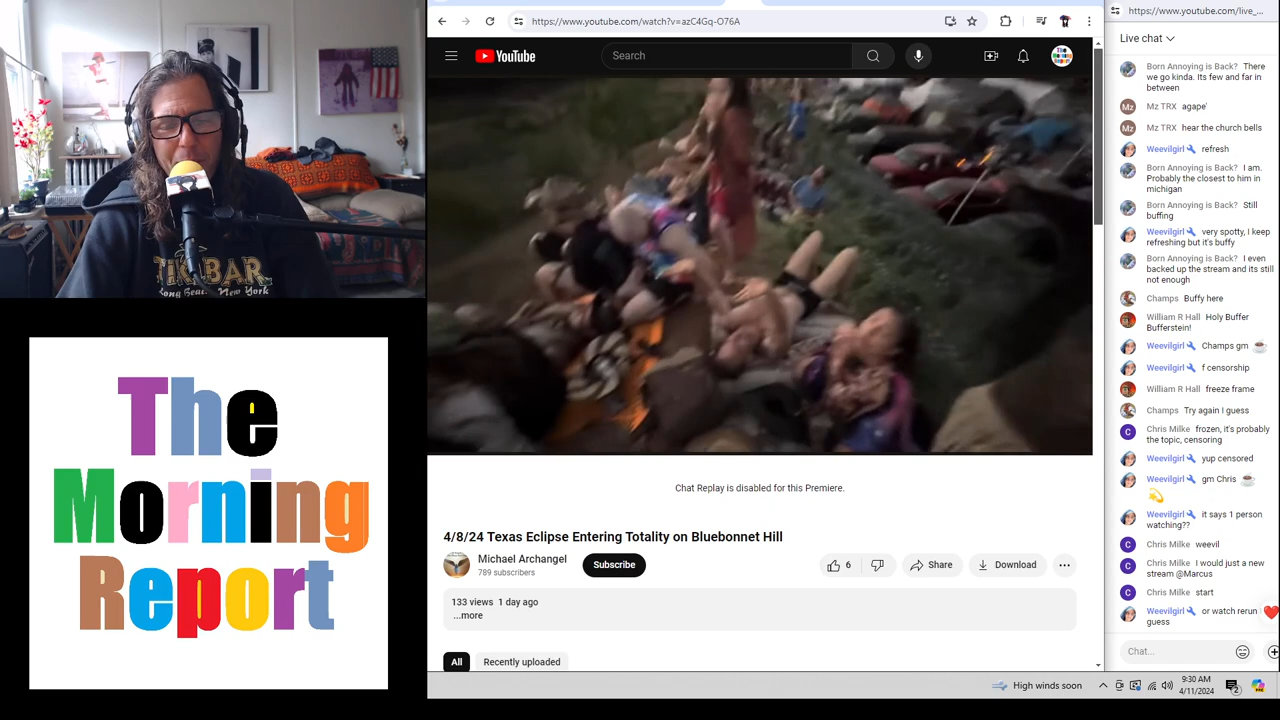 https://www.youtube.com/watch?v=azC4Gq-O76A
https://www.youtube.com/live_...
YouTube
Search
The Morning Report
Long Beach, New York
The
Morning
Report
Chat Replay is disabled for this Premiere.
4/8/24 Texas Eclipse Entering Totality on Bluebonnet Hill
Michael Archangel
789 subscribers
Subscribe
6
Share
Download
133 views 1 day ago
...more
All
Recently uploaded
Live chat
Born Annoying is Back? There
we go kinda. Its few and far in
between
Mz TRX agape'
Mz TRX hear the church bells
Weevilgirl refresh
Born Annoying is Back? I am.
Probably the closest to him in
michigan
Born Annoying is Back? Still
buffing
Weevilgirl very spotty, I keep
refreshing but it's buffy
Born Annoying is Back? I even
backed up the stream and its still
not enough
Champs Buffy here
William R Hall Holy Buffer
Bufferstein!
Weevilgirl Champs gm
Weevilgirl f censorship
William R Hall freeze frame
Champs Try again I guess
Chris Milke frozen, it's probably
the topic, censoring
Weevilgirl yup censored
Weevilgirl gm Chris
Weevilgirl it says 1 person
watching??
Chris Milke weevil
Chris Milke I would just a new
stream @Marcus
Chris Milke start
Weevilgirl or watch rerun I
guess
Chat...
High winds soon
9:30 AM
4/11/2024